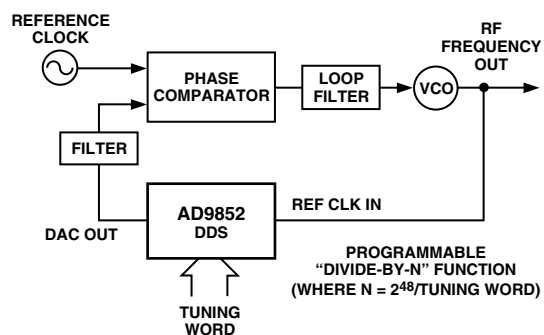 REFERENCE
CLOCK
PHASE
COMPARATOR
LOOP
FILTER
VCO
RF
FREQUENCY
OUT
FILTER
AD9852
DDS
REF CLK IN
DAC OUT
TUNING
WORD
PROGRAMMABLE
“DIVIDE-BY-N” FUNCTION
(WHERE N = 2⁴⁸/TUNING WORD)